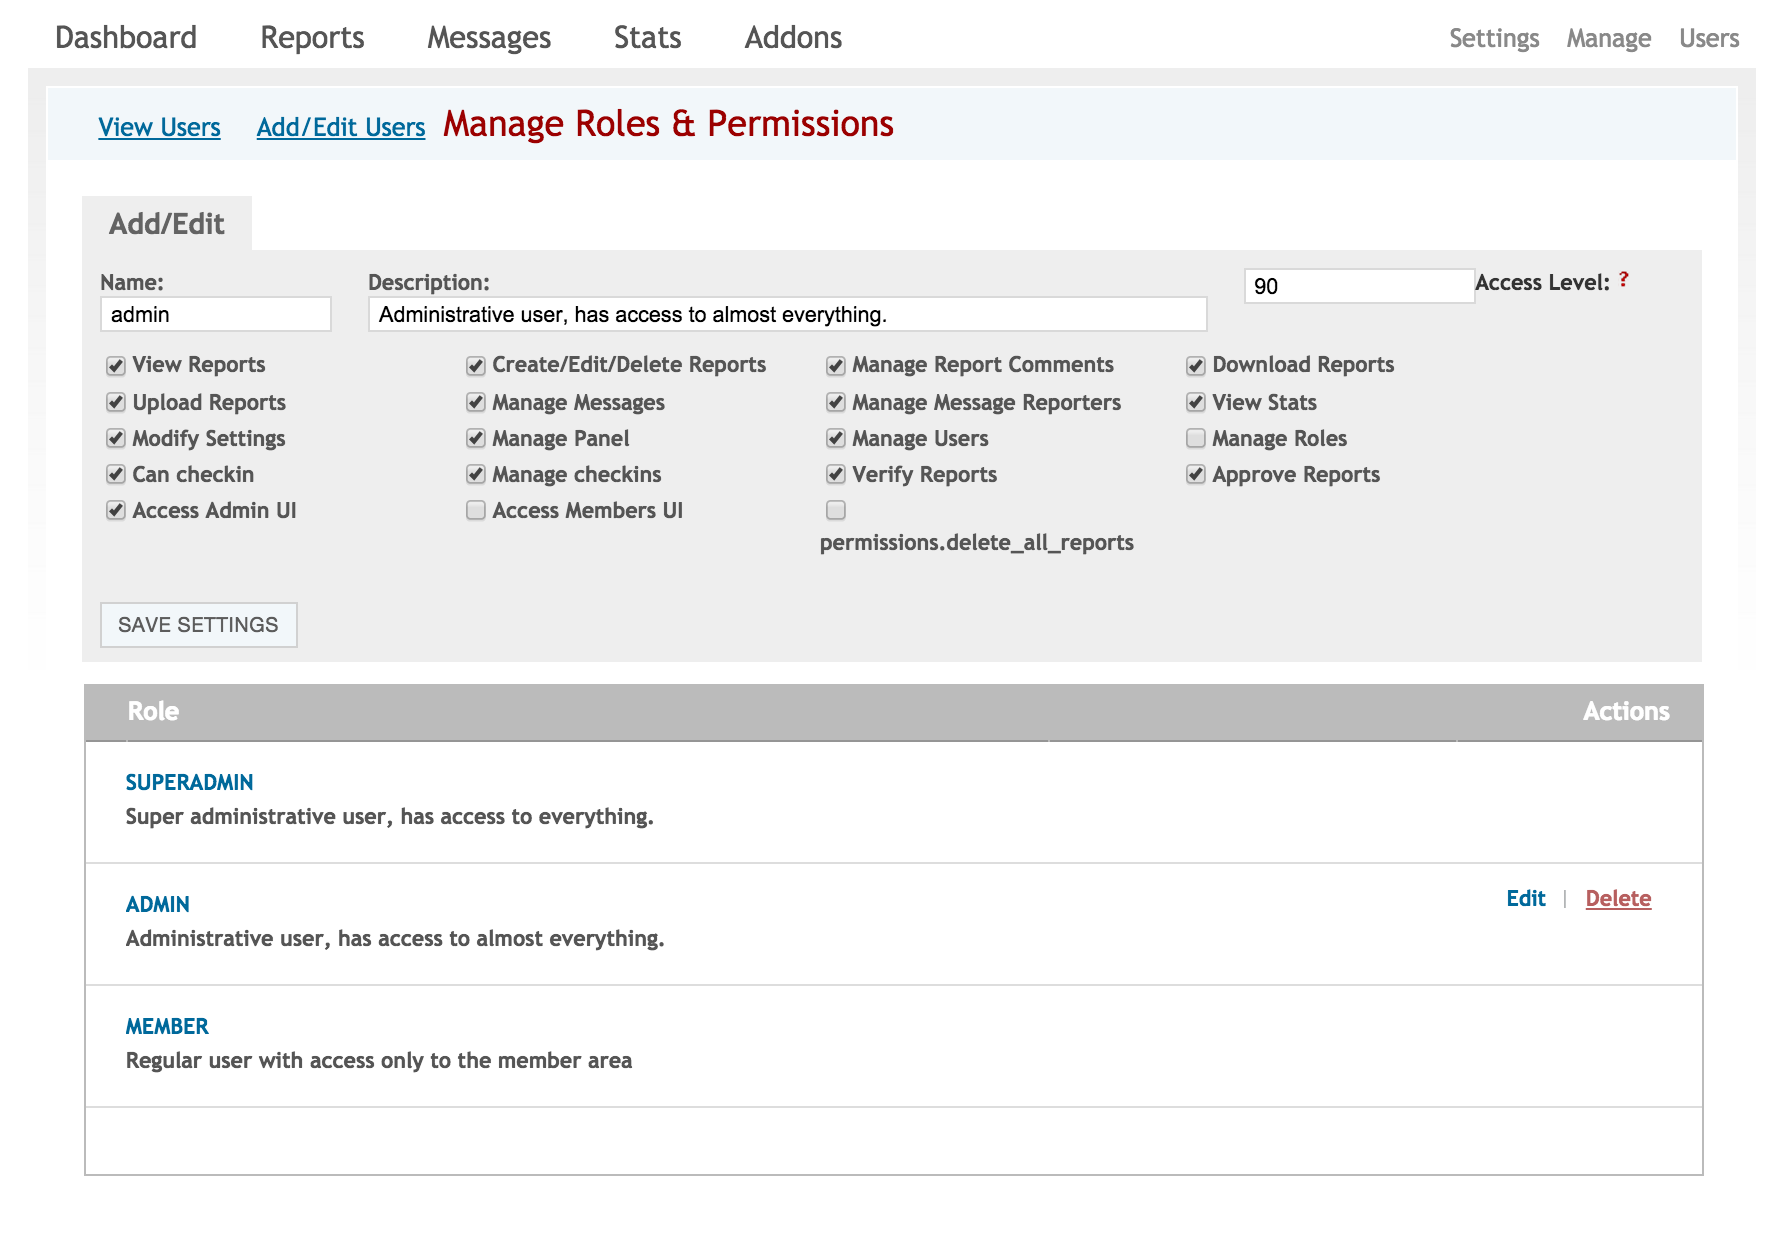 Dashboard Reports Messages Stats Addons Settings Manage Users
View Users Add/Edit Users Manage Roles & Permissions
Add/Edit
Name: Description: 90 Access Level: ?
admin Administrative user, has access to almost everything.
View Reports Create/Edit/Delete Reports Manage Report Comments Download Reports
Upload Reports Manage Messages Manage Message Reporters View Stats
Modify Settings Manage Panel Manage Users Manage Roles
Can checkin Manage checkins Verify Reports Approve Reports
Access Admin UI Access Members UI
permissions.delete_all_reports
SAVE SETTINGS
Role Actions
SUPERADMIN
Super administrative user, has access to everything.
ADMIN Edit | Delete
Administrative user, has access to almost everything.
MEMBER
Regular user with access only to the member area